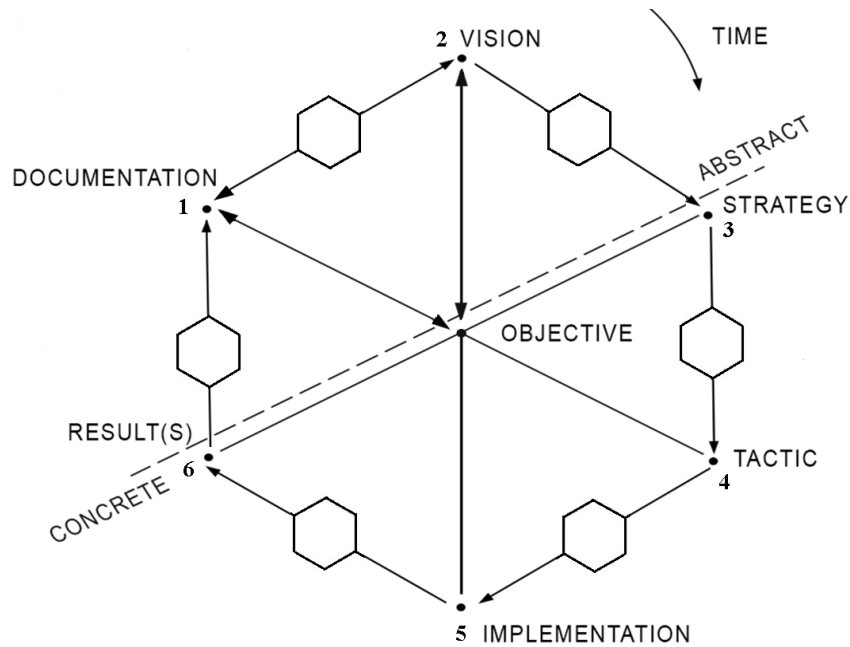 2 VISION
TIME
ABSTRACT
DOCUMENTATION
1
STRATEGY
3
OBJECTIVE
RESULT(S)
6
TACTIC
4
CONCRETE
5 IMPLEMENTATION